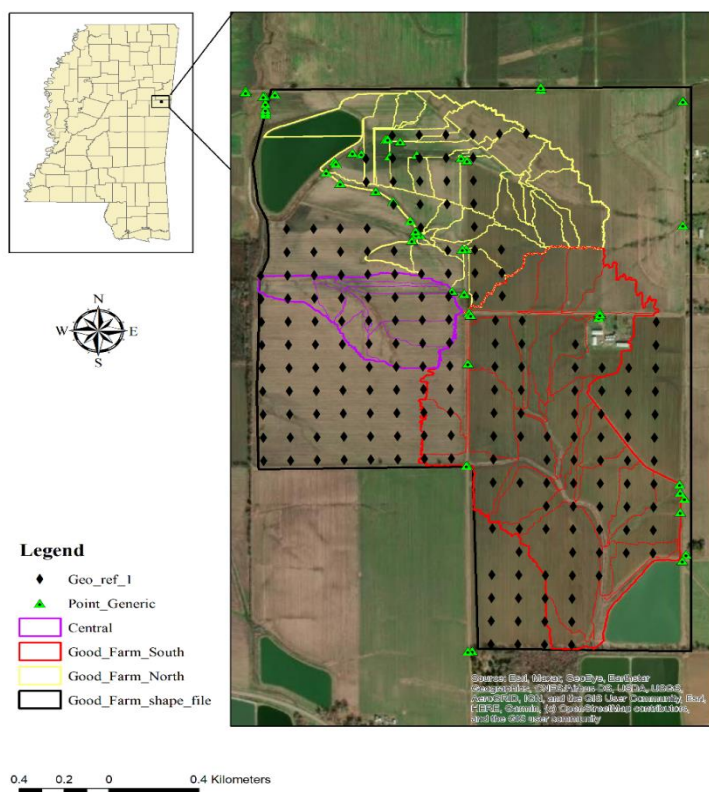 N
W E
S
Legend
Geo_ref_1
Point_Generic
Central
Good_Farm_South
Good_Farm_North
Good_Farm_shape_file
Source: Esri, Maxar, GeoEye, Earthstar
Geographics, CNES/Airbus DS, USDA, USGS,
AeroGRID, IGN, and the GIS User Community, Esri,
HERE, Garmin, (c) OpenStreetMap contributors,
and the GIS user community
0.4 0.2 0 0.4 Kilometers